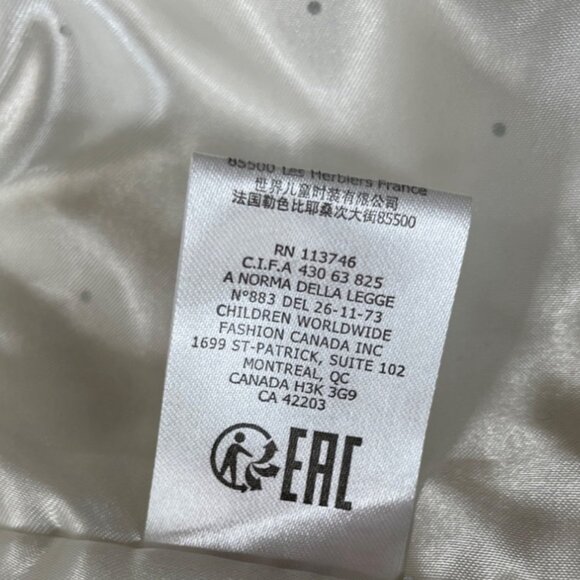 85500 Les Herbiers France
世界儿童时装有限公司
法国勒色比耶桑次大街85500
RN 113746
C.I.F.A 430 63 825
A NORMA DELLA LEGGE
N°883 DEL 26-11-73
CHILDREN WORLDWIDE
FASHION CANADA INC
1699 ST-PATRICK, SUITE 102
MONTREAL, QC
CANADA H3K 3G9
CA 42203
EAC